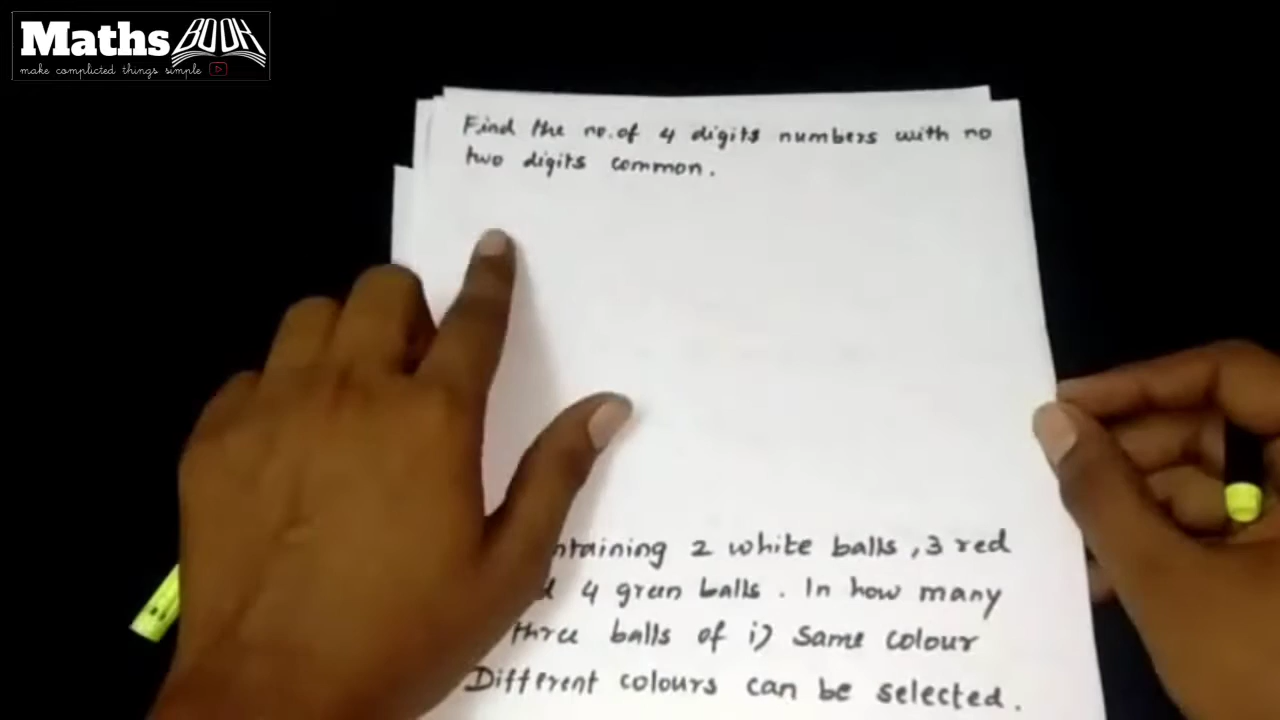 Maths BOOK
make complicted things simple
Find the no. of 4 digits numbers with no
two digits common.
2 white balls, 3 red
4 green balls. In how many
three balls of i) Same colour
Different colours can be selected.